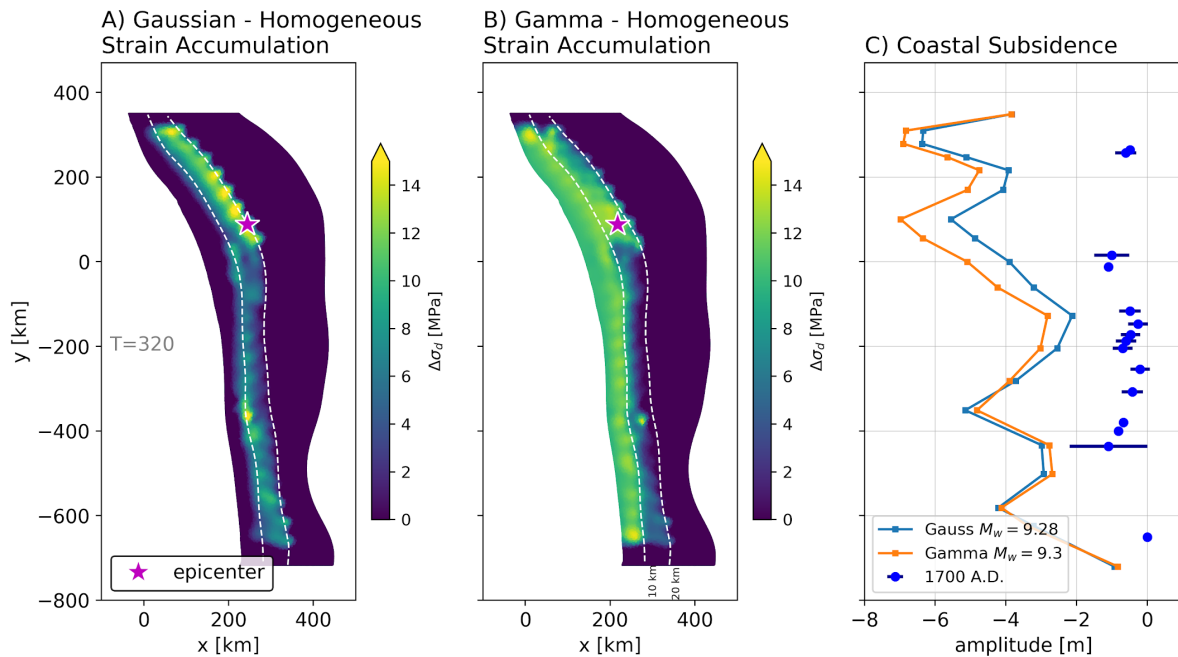 A) Gaussian - Homogeneous
Strain Accumulation
B) Gamma - Homogeneous
Strain Accumulation
C) Coastal Subsidence
y [km]
400
200
0
−200
−400
−600
−800
T=320
epicenter
0
200
400
x [km]
14
12
10
8
6
4
2
0
Δσd [MPa]
10 km
20 km
0
200
400
x [km]
14
12
10
8
6
4
2
0
Δσd [MPa]
Gauss Mw = 9.28
Gamma Mw = 9.3
1700 A.D.
−8
−6
−4
−2
0
amplitude [m]